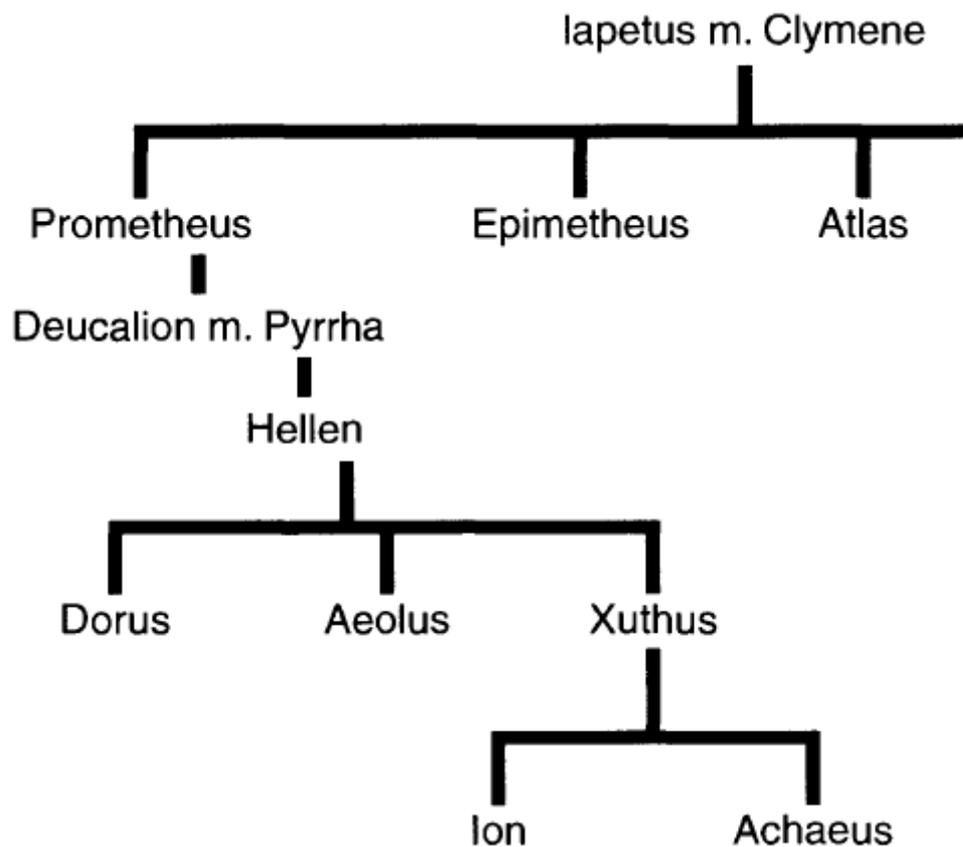 Iapetus m. Clymene
Prometheus Epimetheus Atlas
Deucalion m. Pyrrha
Hellen
Dorus Aeolus Xuthus
Ion Achaeus